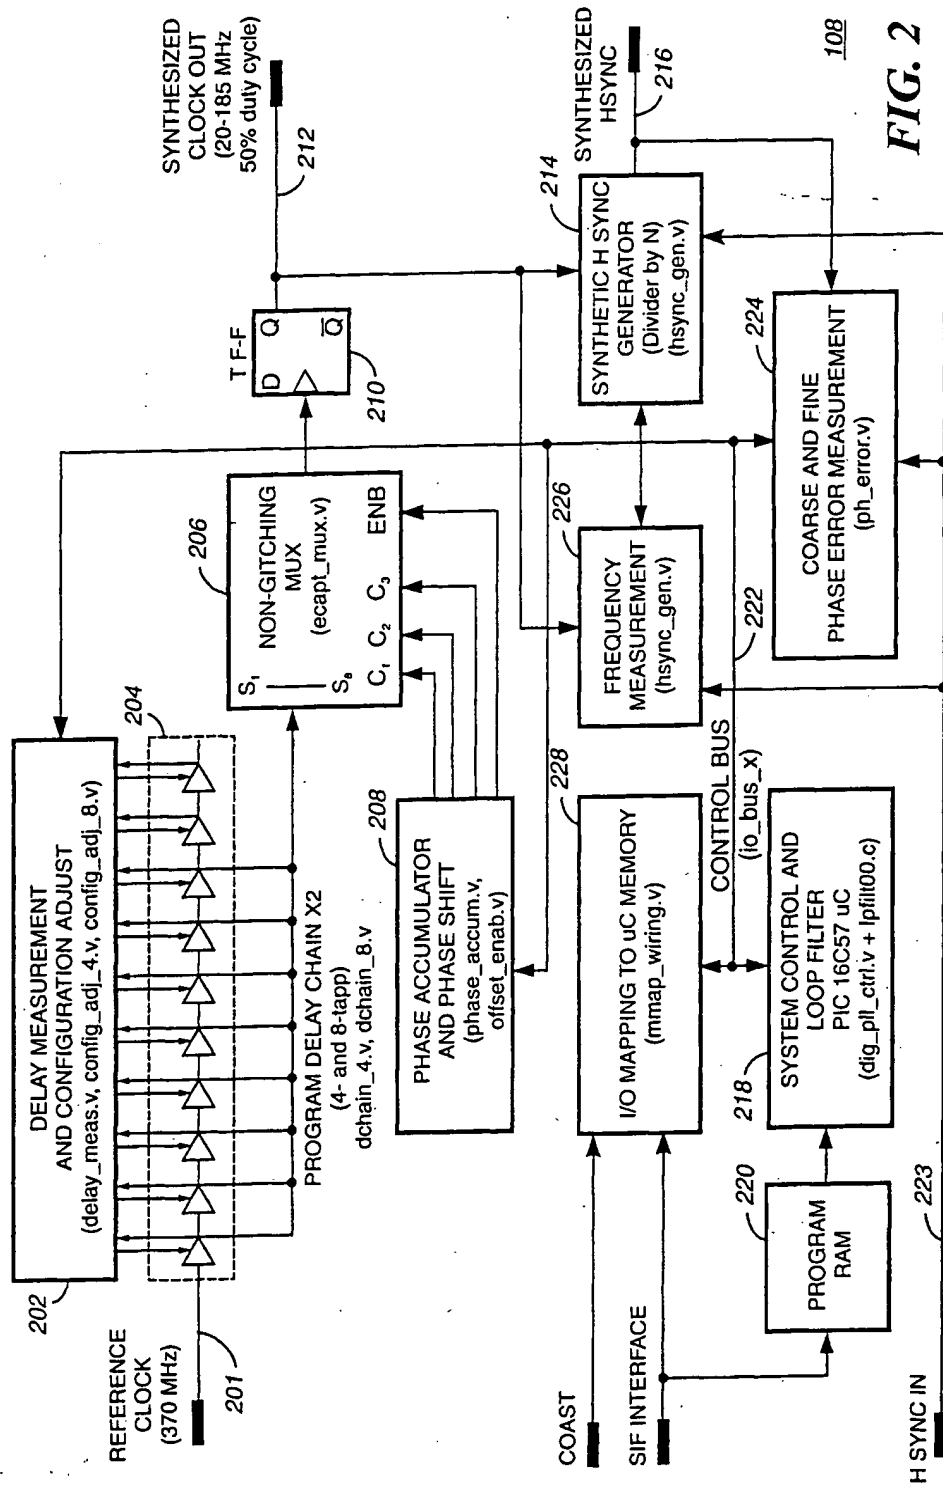 DELAY MEASUREMENT
AND CONFIGURATION ADJUST
(delay_meas.v, config_adj_4.v, config_adj_8.v)
202
204
REFERENCE
CLOCK
(370 MHz)
201
PROGRAM DELAY CHAIN X2
(4- and 8-tapp)
dchain_4.v, dchain_8.v
206
NON-GITCHING
MUX
(ecapt_mux.v)
S1
S8
C1 C2 C3 ENB
T F-F
D Q
Q
210
SYNTHESIZED
CLOCK OUT
(20-185 MHz
50% duty cycle)
212
208
PHASE ACCUMULATOR
AND PHASE SHIFT
(phase_accum.v,
offset_enab.v)
COAST
SIF INTERFACE
228
I/O MAPPING TO uC MEMORY
(mmap_wiring.v)
226
FREQUENCY
MEASUREMENT
(hsync_gen.v)
214
SYNTHETIC H SYNC
GENERATOR
(Divider by N)
(hsync_gen.v)
SYNTHESIZED
HSYNC
216
CONTROL BUS
(io_bus_x)
222
220
PROGRAM
RAM
218
SYSTEM CONTROL AND
LOOP FILTER
PIC 16C57 uC
(dig_pll_ctrl.v + lpfilt00.c)
224
COARSE AND FINE
PHASE ERROR MEASUREMENT
(ph_error.v)
H SYNC IN
223
108
FIG. 2